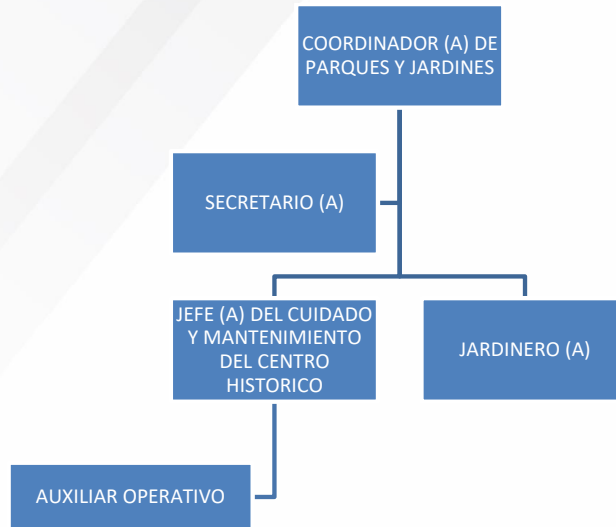 COORDINADOR (A) DE
PARQUES Y JARDINES
SECRETARIO (A)
JEFE (A) DEL CUIDADO
Y MANTENIMIENTO
DEL CENTRO
HISTORICO
JARDINERO (A)
AUXILIAR OPERATIVO